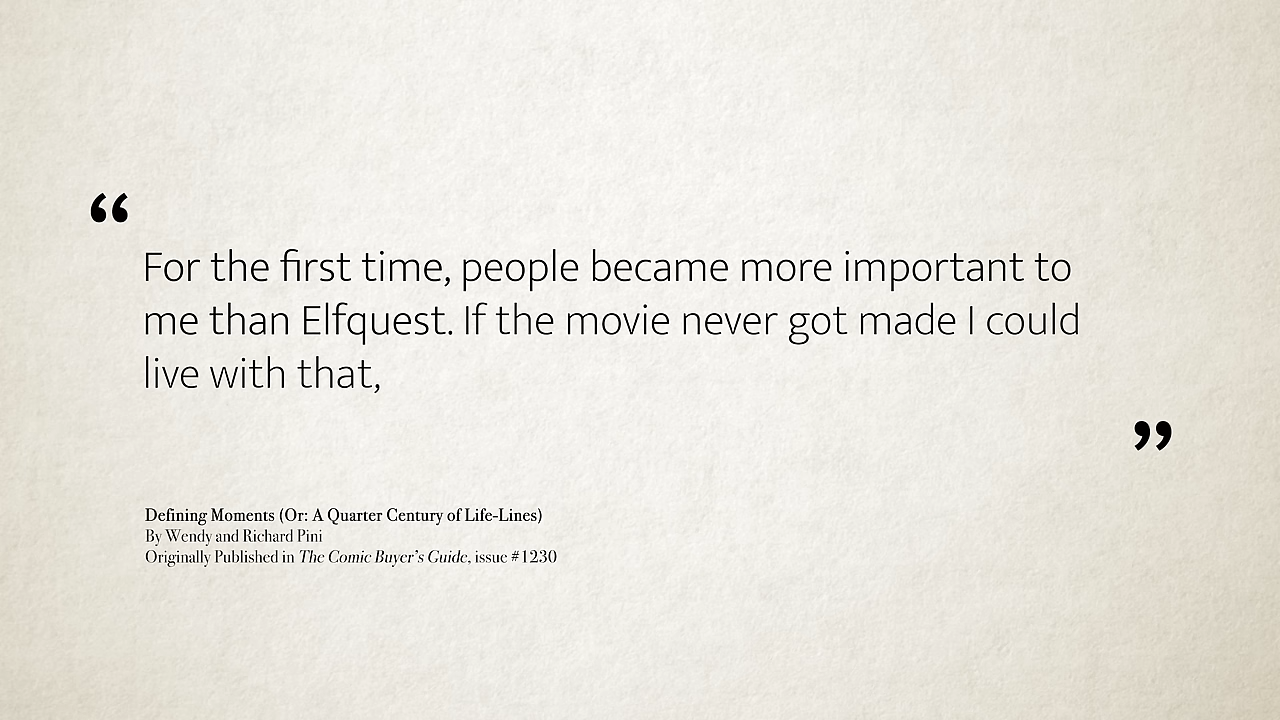 “
For the first time, people became more important to
me than Elfquest. If the movie never got made I could
live with that,
”
Defining Moments (Or: A Quarter Century of Life-Lines)
By Wendy and Richard Pini
Originally Published in The Comic Buyer's Guide, issue #1230